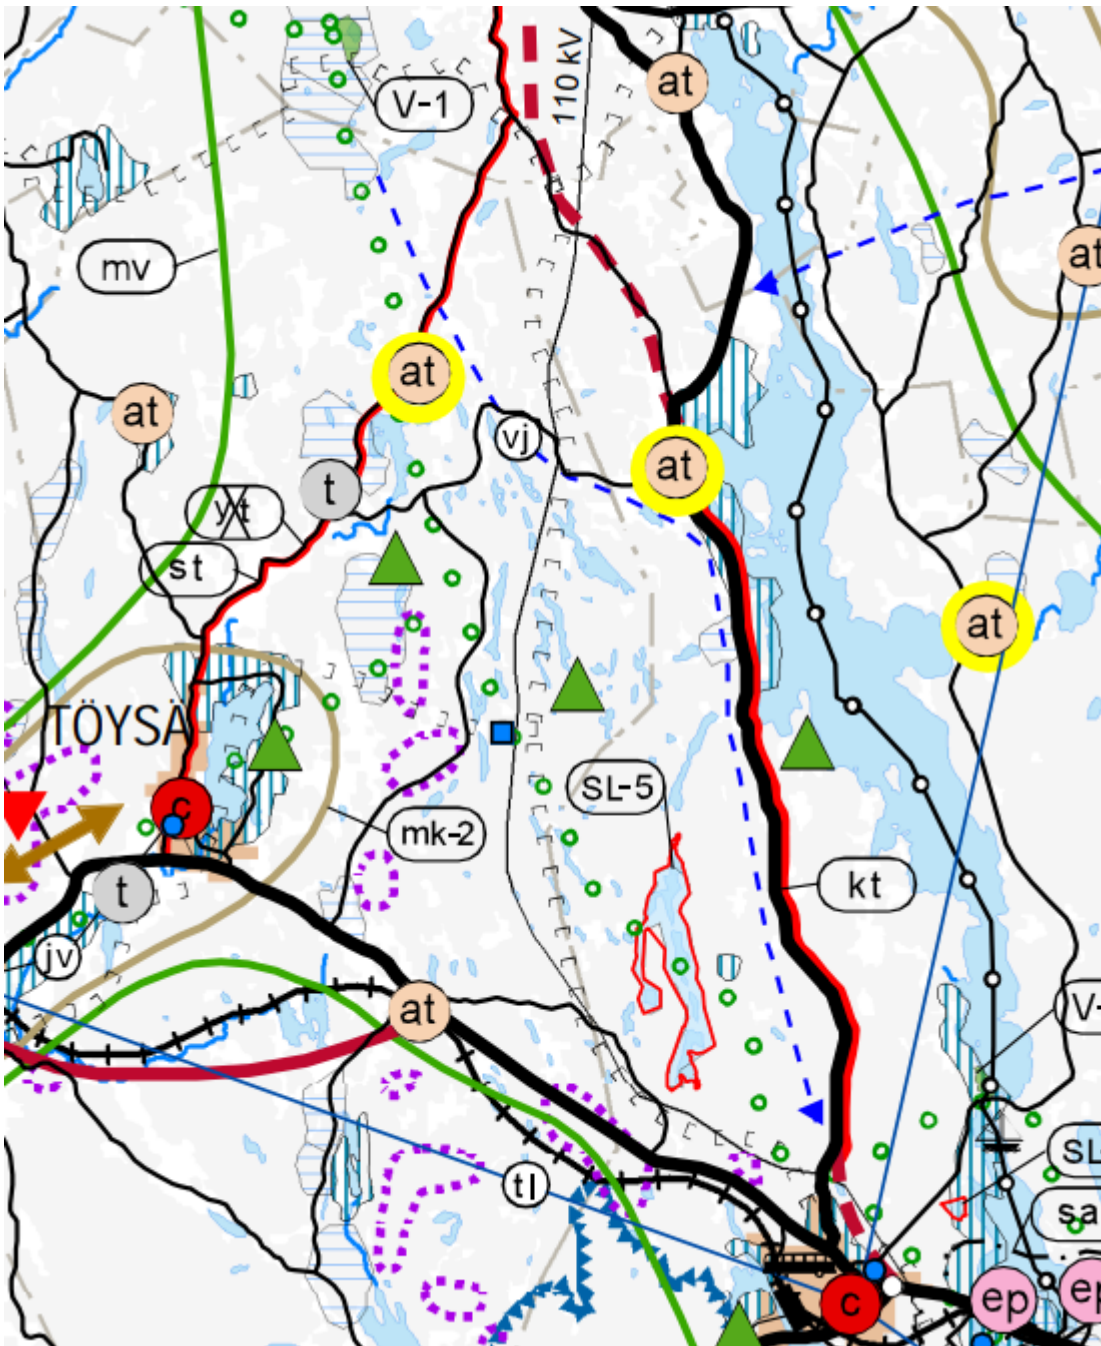 110 kV
at
V-1
at
mv
at
at
vj
at
t
yt
st
at
TÖYSÄ
SL-5
c
mk-2
kt
t
jv
at
V-
SL
tl
sa
c
ep
ep